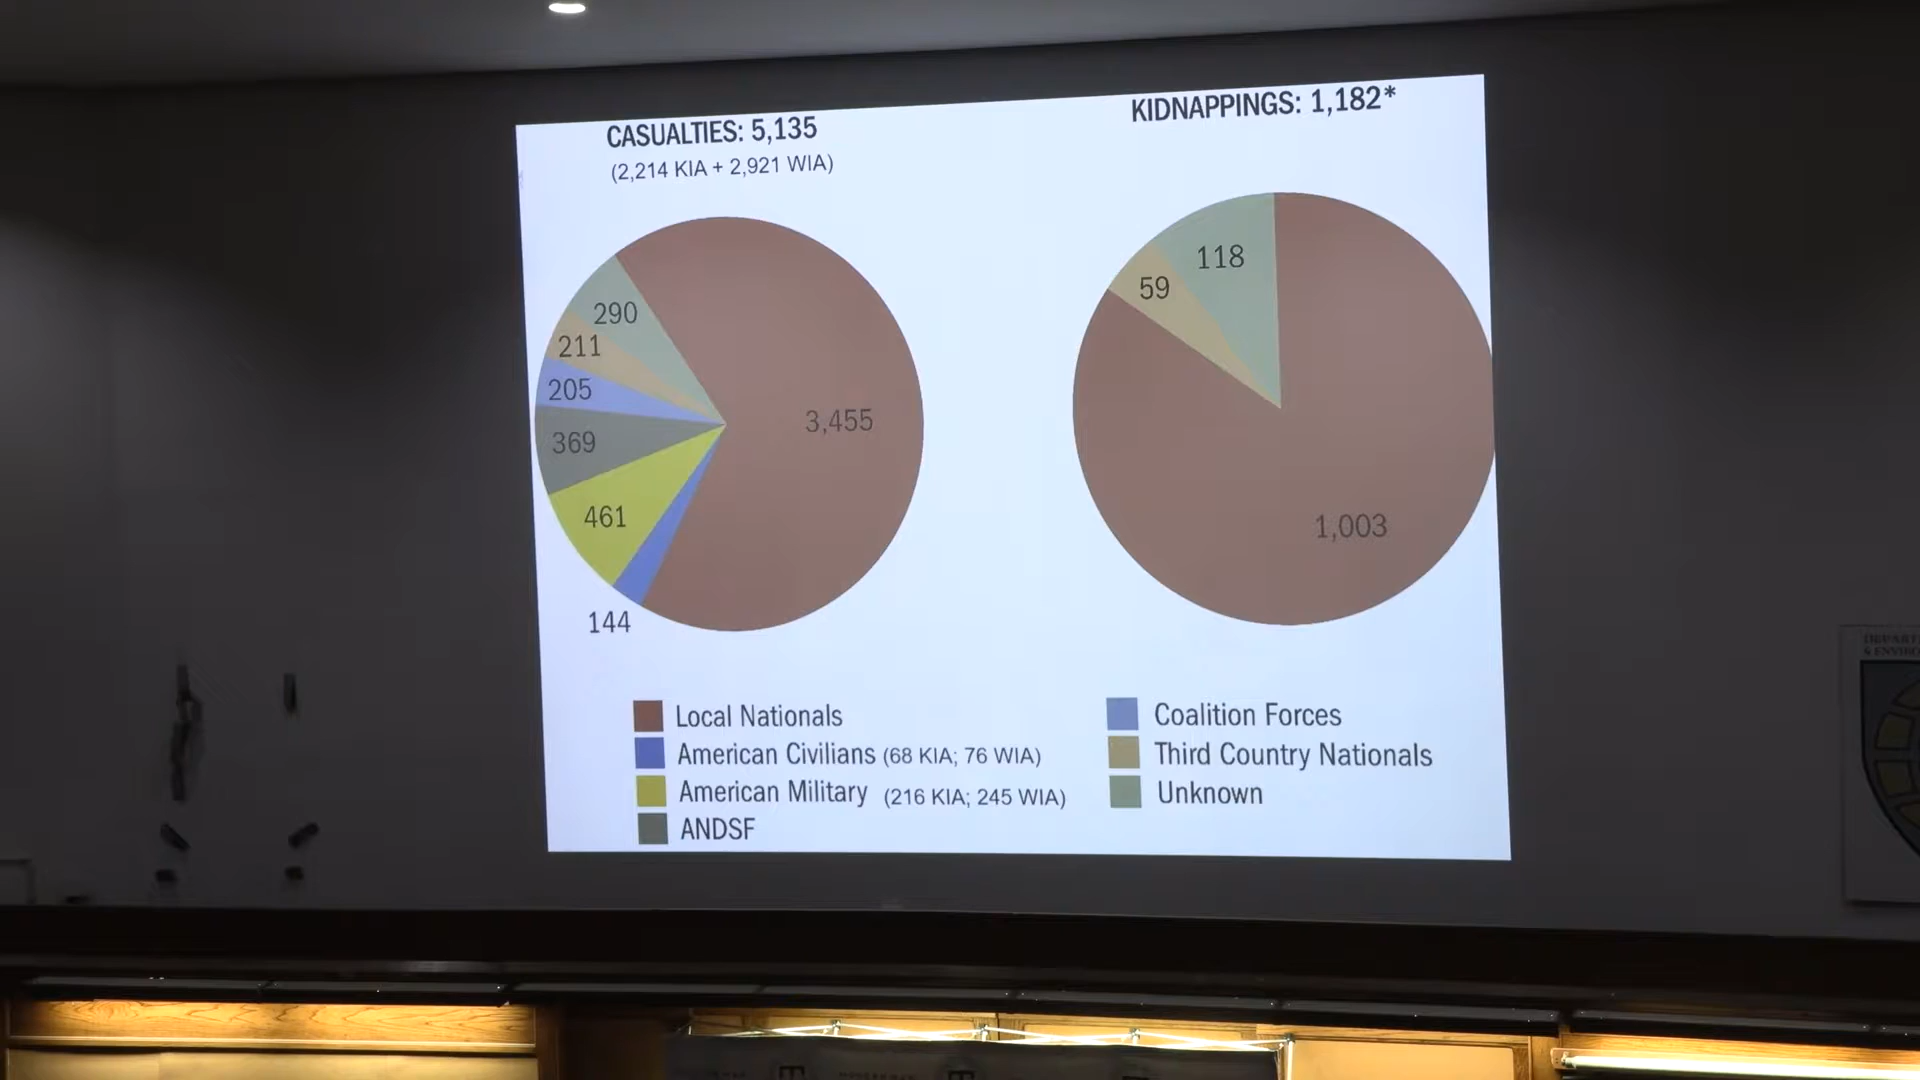 CASUALTIES: 5,135
(2,214 KIA + 2,921 WIA)
290
211
205
369
461
144
3,455
KIDNAPPINGS: 1,182*
118
59
1,003
Local Nationals
American Civilians (68 KIA; 76 WIA)
American Military (216 KIA; 245 WIA)
ANDSF
Coalition Forces
Third Country Nationals
Unknown